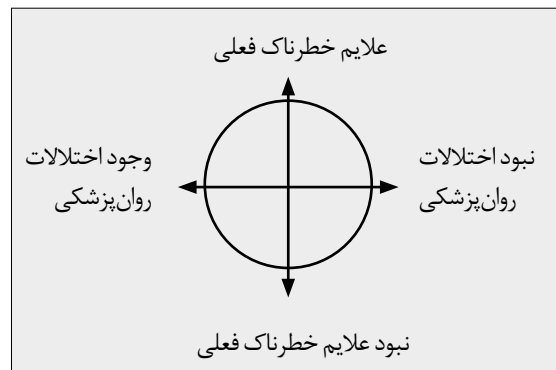 علایم خطرناک فعلی
نبود اختلالات
روان‌پزشکی
وجود اختلالات
روان‌پزشکی
نبود علایم خطرناک فعلی